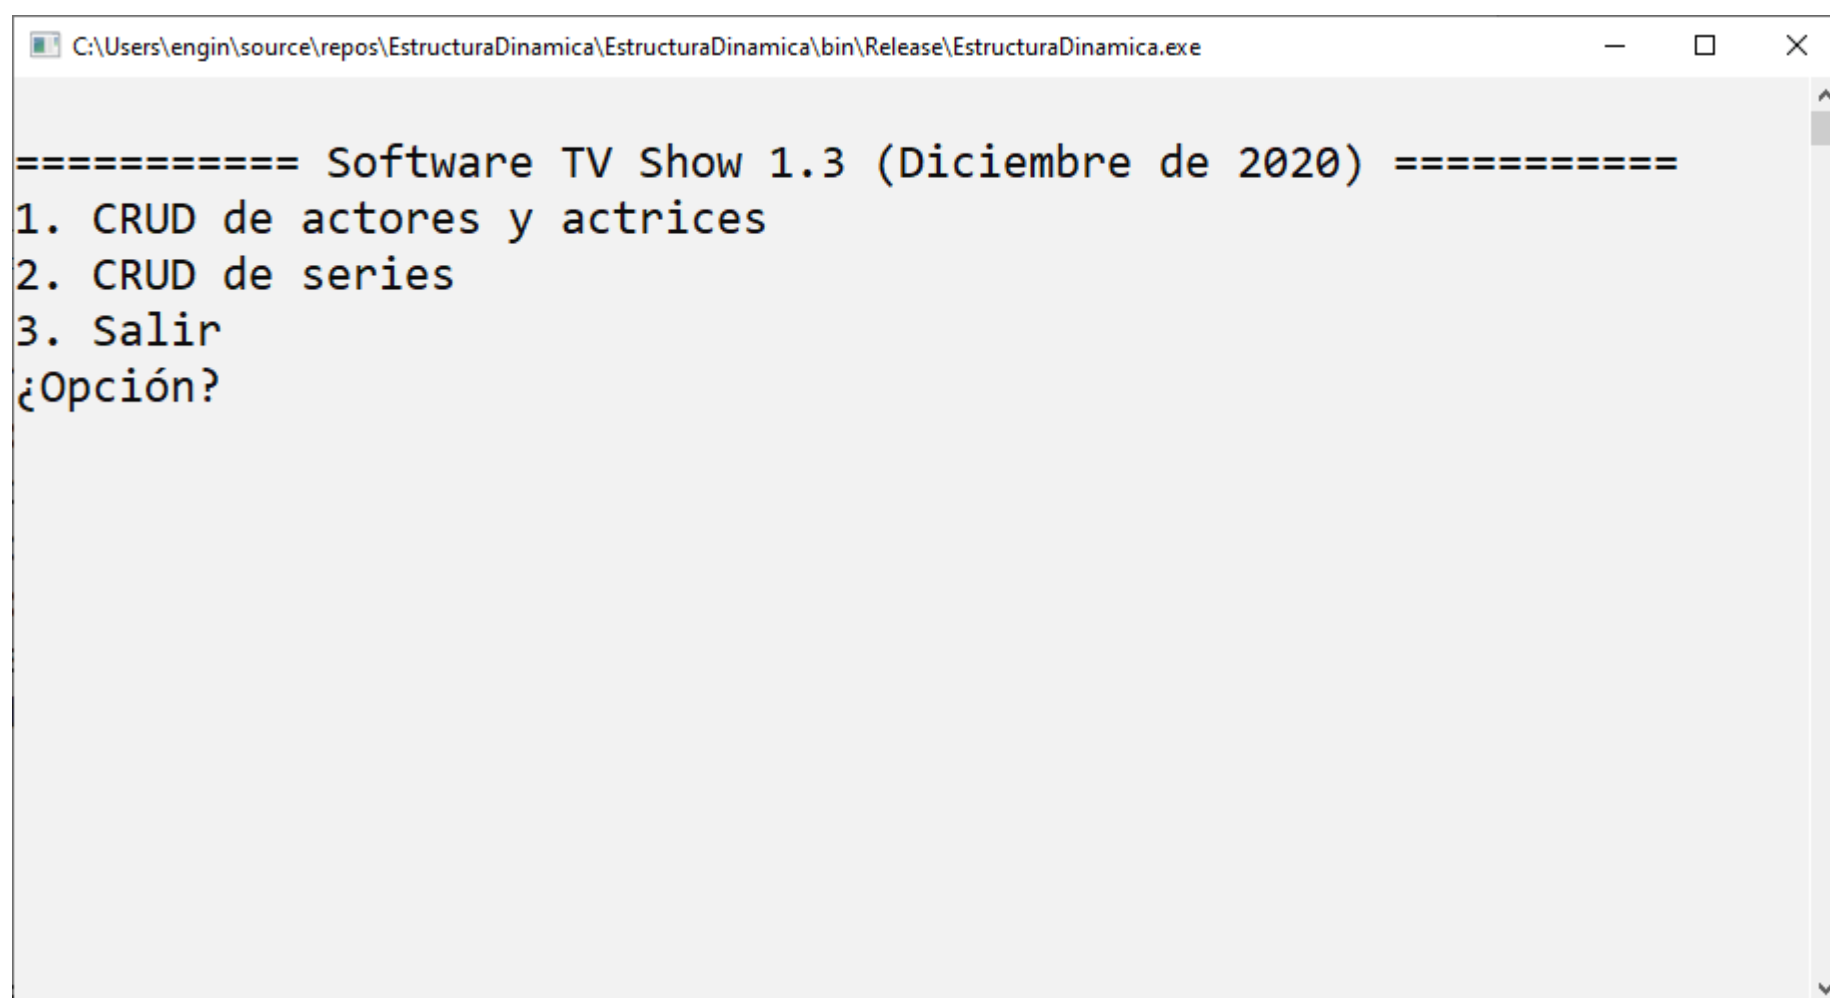 C:\Users\engin\source\repos\EstructuraDinamica\EstructuraDinamica\bin\Release\EstructuraDinamica.exe
=========== Software TV Show 1.3 (Diciembre de 2020) ===========
1. CRUD de actores y actrices
2. CRUD de series
3. Salir
¿Opción?